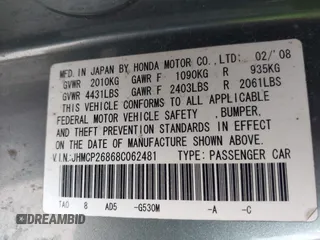 MFD. IN JAPAN BY HONDA MOTOR CO.,LTD: 02/'08
GVWR 2010KG GAWR F 1090KG R 935KG
GVWR 4431LBS GAWR F 2403LBS R 2061LBS
THIS VEHICLE CONFORMS TO ALL APPLICABLE
FEDERAL MOTOR VEHICLE SAFETY ,BUMPER,
AND THEFT PREVENTION STANDARDS IN EFFECT
ON THE DATE OF MANUFACTURE SHOWN ABOVE.
V.I.N.:JHMCP26868C062481 TYPE: PASSENGER CAR
TA0 8 AD5 -G530M -A -C
DREAMBID